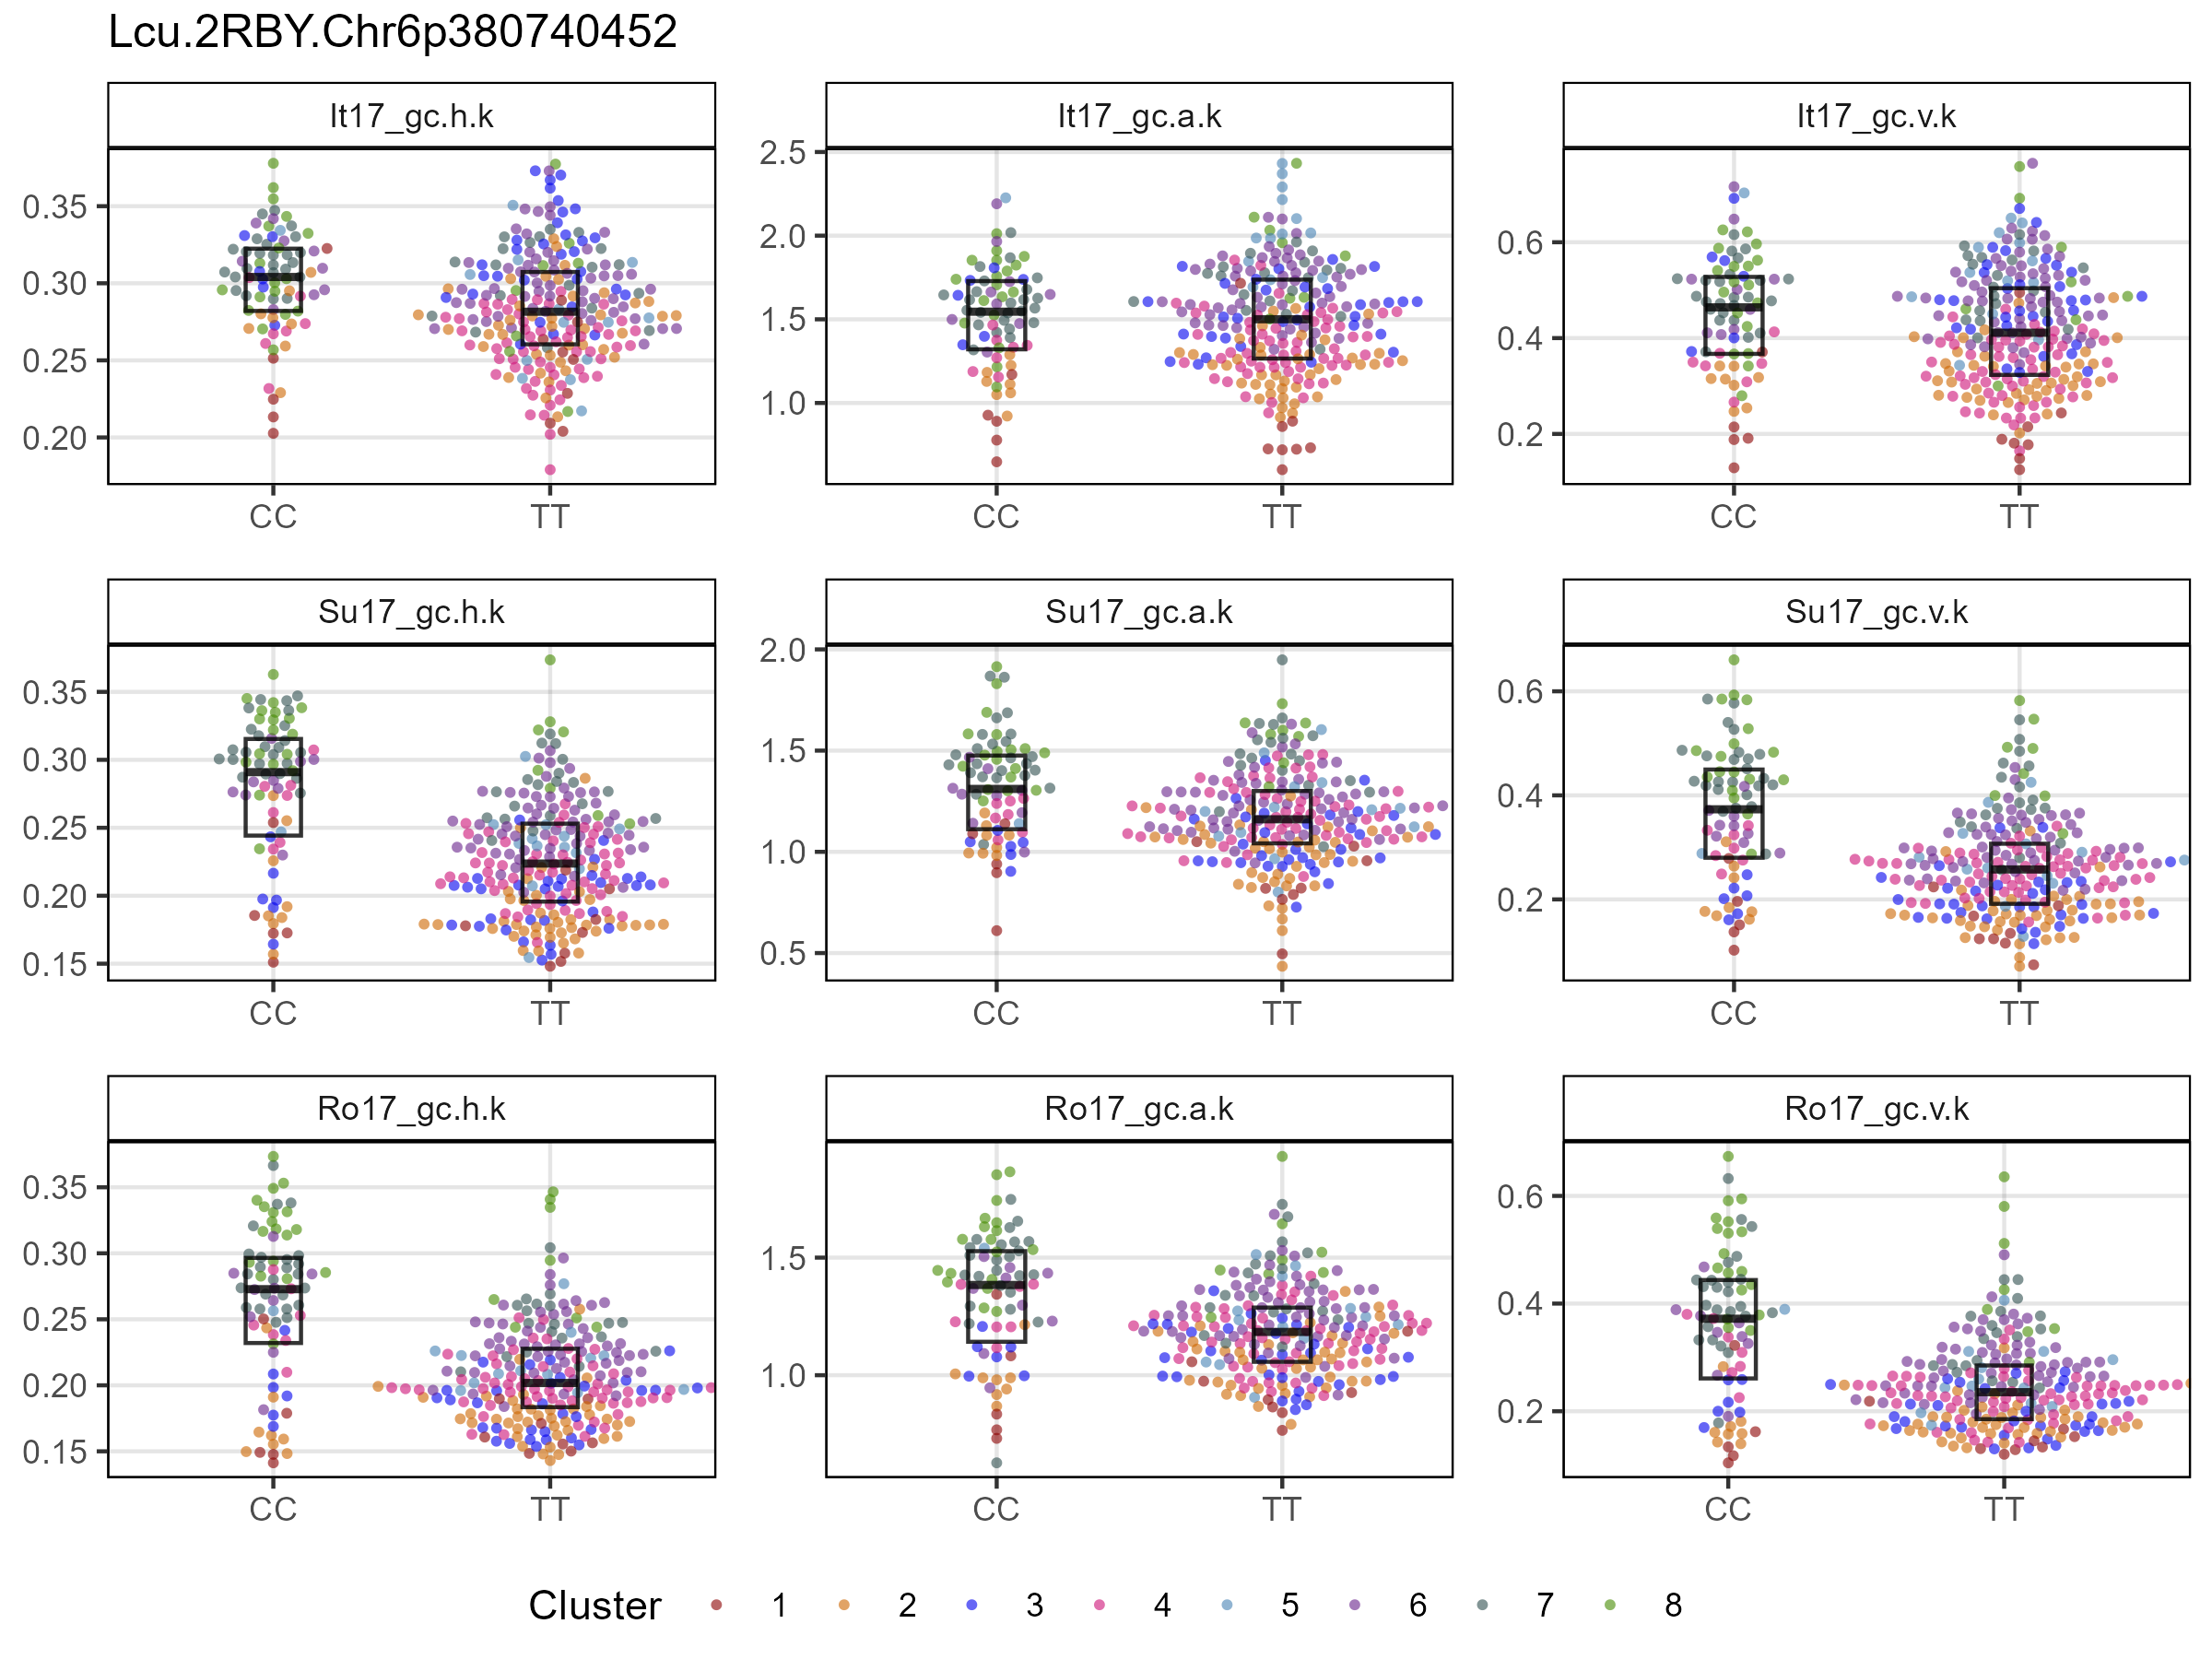 Lcu.2RBY.Chr6p380740452
It17_gc.h.k
It17_gc.a.k
It17_gc.v.k
0.35
0.30
0.25
0.20
2.5
2.0
1.5
1.0
0.6
0.4
0.2
CC TT
CC TT
CC TT
Su17_gc.h.k
Su17_gc.a.k
Su17_gc.v.k
0.35
0.30
0.25
0.20
0.15
2.0
1.5
1.0
0.5
0.6
0.4
0.2
CC TT
CC TT
CC TT
Ro17_gc.h.k
Ro17_gc.a.k
Ro17_gc.v.k
0.35
0.30
0.25
0.20
0.15
1.5
1.0
0.6
0.4
0.2
CC TT
CC TT
CC TT
Cluster 1 2 3 4 5 6 7 8